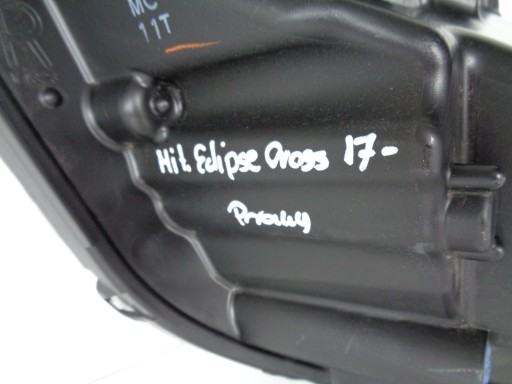 MC
11T
R
Mit. Eclipse Cross 17-
Prawy